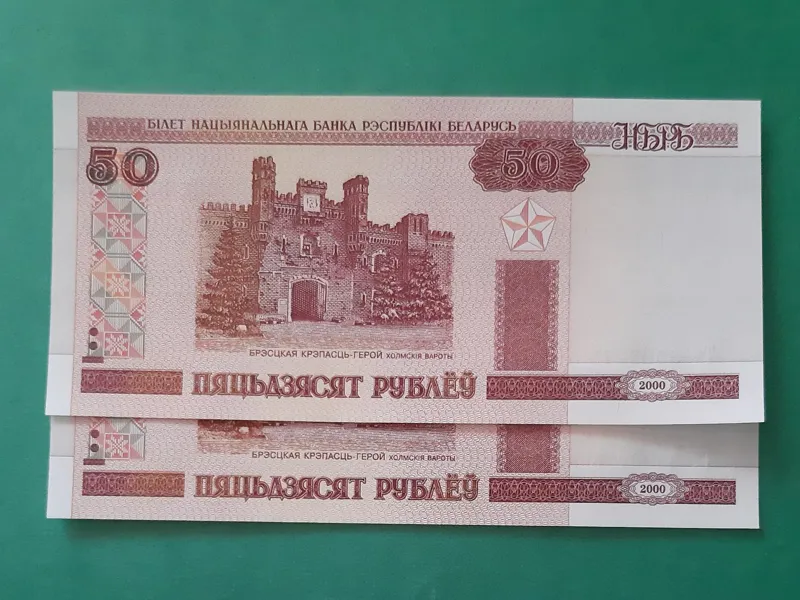 БІЛЕТ НАЦЫЯНАЛЬНАГА БАНКА РЭСПУБЛІКІ БЕЛАРУСЬ
НБРБ
50
50
БРЭСЦКАЯ КРЭПАСЦЬ-ГЕРОЙ ХОЛМСКІЯ ВАРОТЫ
ПЯЦЬДЗЯСЯТ РУБЛЁЎ
2000
БРЭСЦКАЯ КРЭПАСЦЬ-ГЕРОЙ ХОЛМСКІЯ ВАРОТЫ
ПЯЦЬДЗЯСЯТ РУБЛЁЎ
2000